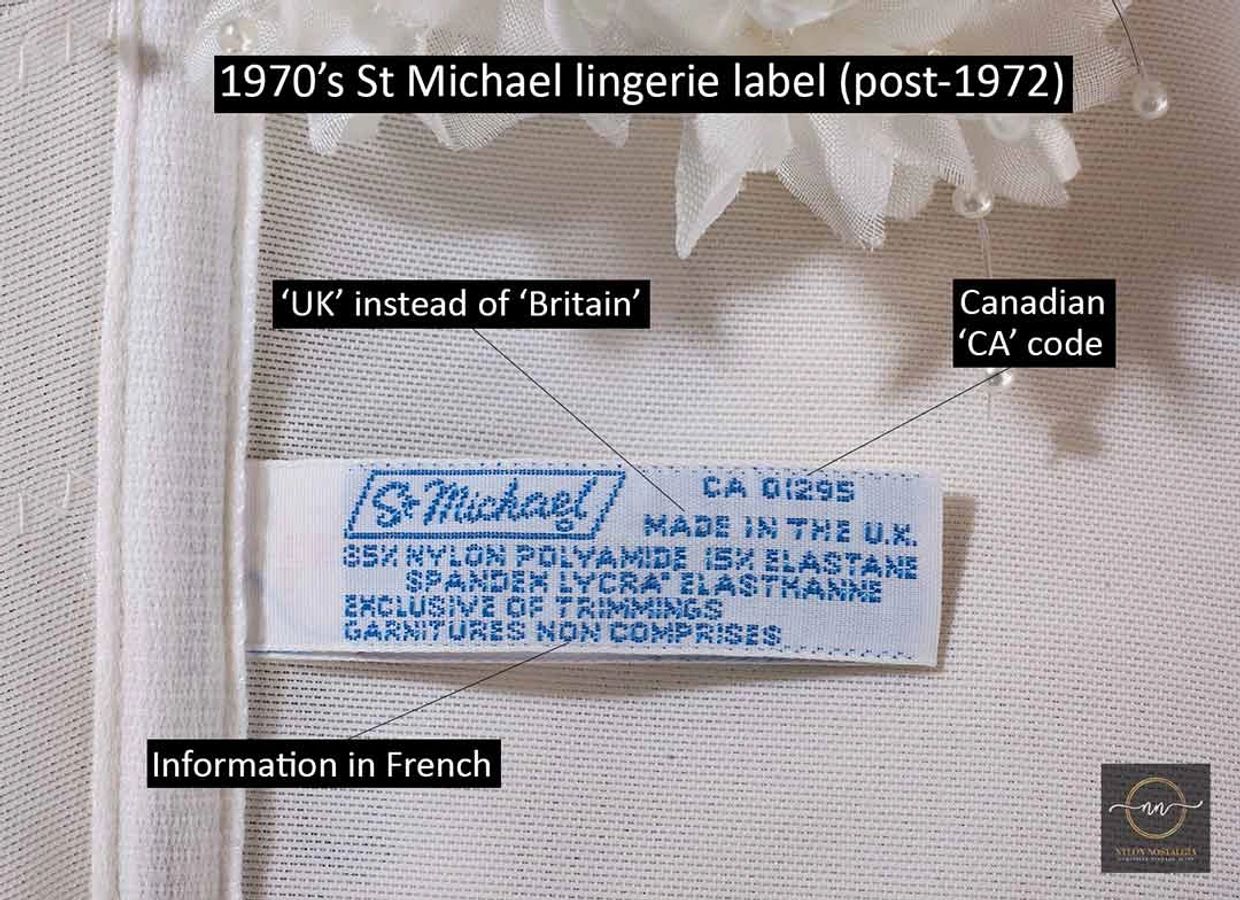 1970’s St Michael lingerie label (post-1972)
‘UK’ instead of ‘Britain’
Canadian
‘CA’ code
St Michael®
CA 01295
MADE IN THE U.K.
85% NYLON POLYAMIDE 15% ELASTANE
SPANDEX LYCRA® ELASTHANNE
EXCLUSIVE OF TRIMMINGS
GARNITURES NON COMPRISES
Information in French
nn
NYLON NOSTALGIA